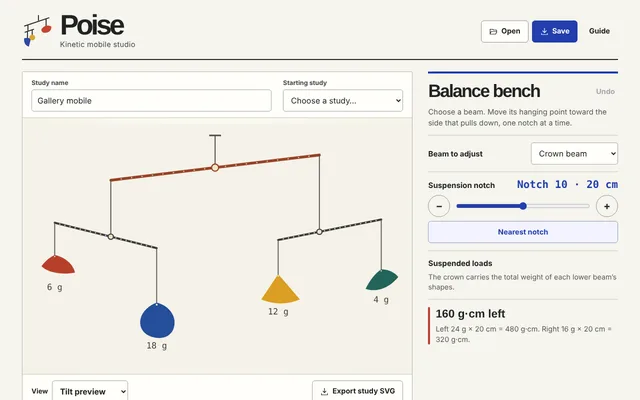 Poise
Kinetic mobile studio
Open
Save
Guide
Study name
Gallery mobile
Starting study
Choose a study...
6 g
18 g
12 g
4 g
View
Tilt preview
Export study SVG
Balance bench
Undo
Choose a beam. Move its hanging point toward the
side that pulls down, one notch at a time.
Beam to adjust
Crown beam
Suspension notch
Notch 10 · 20 cm
−
+
Nearest notch
Suspended loads
The crown carries the total weight of each lower beam's
shapes.
160 g·cm left
Left 24 g × 20 cm = 480 g·cm. Right 16 g × 20 cm =
320 g·cm.